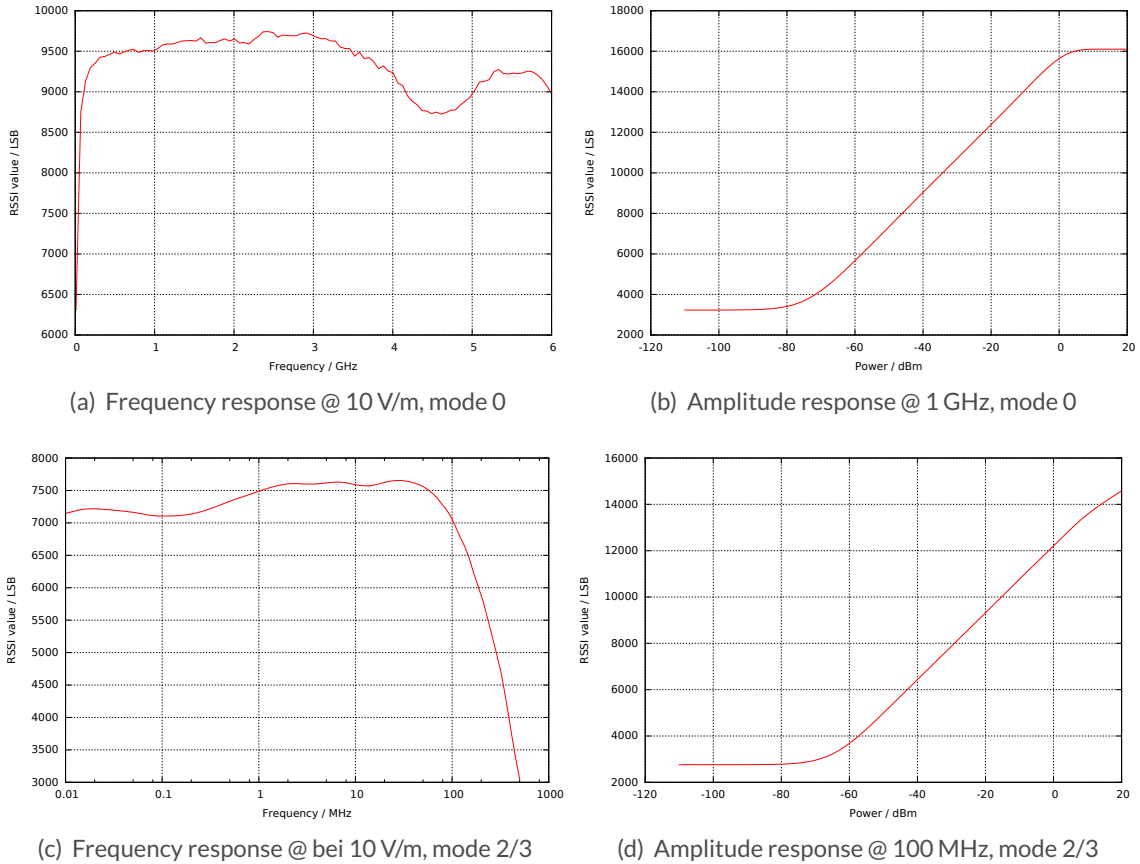 10000
9500
9000
8500
8000
7500
7000
6500
6000
RSSI value / LSB
0 1 2 3 4 5 6
Frequency / GHz
(a) Frequency response @ 10 V/m, mode 0
18000
16000
14000
12000
10000
8000
6000
4000
2000
RSSI value / LSB
-120 -100 -80 -60 -40 -20 0 20
Power / dBm
(b) Amplitude response @ 1 GHz, mode 0
8000
7500
7000
6500
6000
5500
5000
4500
4000
3500
3000
RSSI value / LSB
0.01 0.1 1 10 100 1000
Frequency / MHz
(c) Frequency response @ bei 10 V/m, mode 2/3
16000
14000
12000
10000
8000
6000
4000
2000
RSSI value / LSB
-120 -100 -80 -60 -40 -20 0 20
Power / dBm
(d) Amplitude response @ 100 MHz, mode 2/3